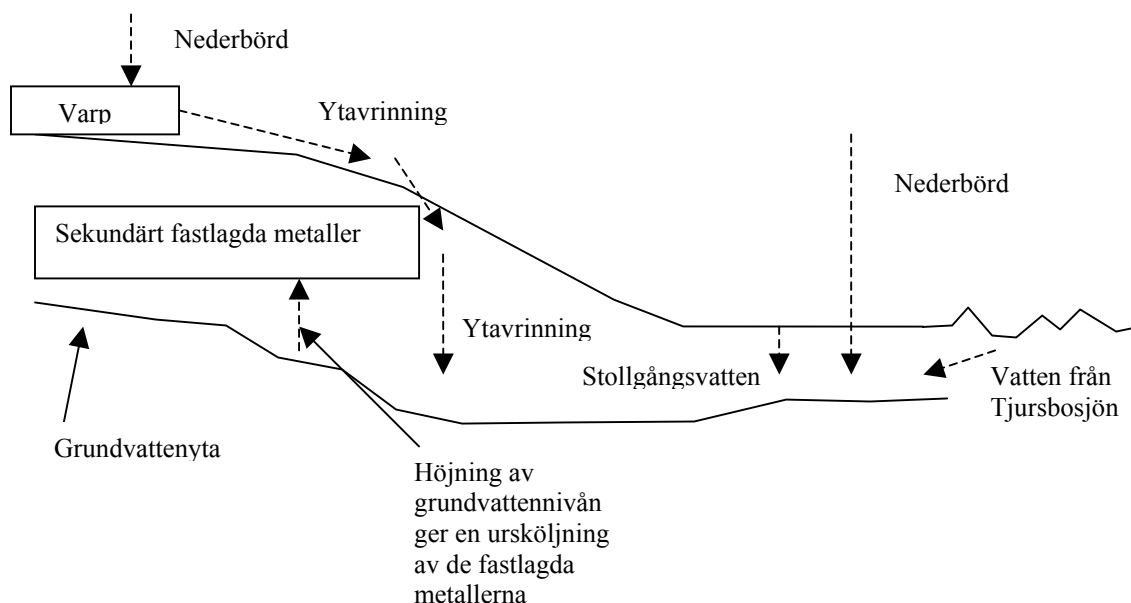 Nederbörd
Varp
Ytavrinning
Nederbörd
Sekundärt fastlagda metaller
Ytavrinning
Stollgångsvatten
Vatten från
Tjursbosjön
Grundvattenyta
Höjning av
grundvattennivån
ger en ursköljning
av de fastlagda
metallerna